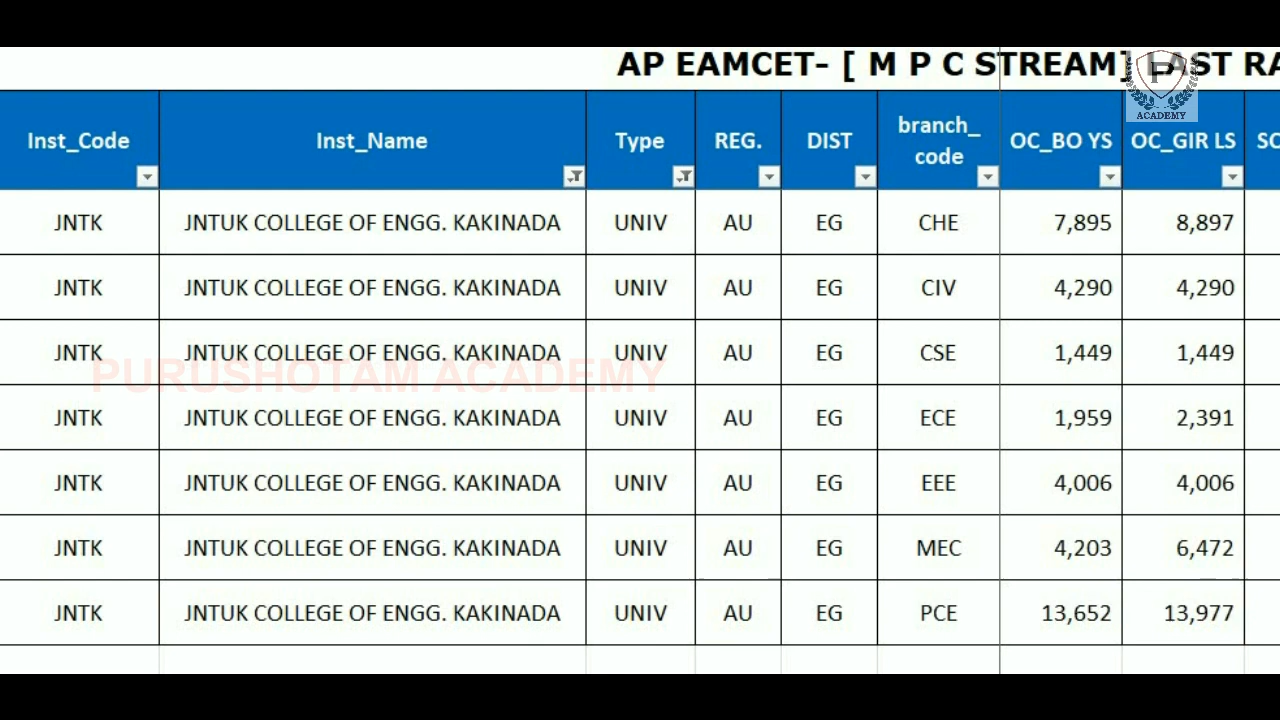 AP EAMCET- [ M P C STREAM] LAST RA
ACADEMY
Inst_Code Inst_Name Type REG. DIST branch_ code OC_BO YS OC_GIR LS SC
JNTK JNTUK COLLEGE OF ENGG. KAKINADA UNIV AU EG CHE 7,895 8,897
JNTK JNTUK COLLEGE OF ENGG. KAKINADA UNIV AU EG CIV 4,290 4,290
JNTK JNTUK COLLEGE OF ENGG. KAKINADA UNIV AU EG CSE 1,449 1,449
PURUSHOTAM ACADEMY
JNTK JNTUK COLLEGE OF ENGG. KAKINADA UNIV AU EG ECE 1,959 2,391
JNTK JNTUK COLLEGE OF ENGG. KAKINADA UNIV AU EG EEE 4,006 4,006
JNTK JNTUK COLLEGE OF ENGG. KAKINADA UNIV AU EG MEC 4,203 6,472
JNTK JNTUK COLLEGE OF ENGG. KAKINADA UNIV AU EG PCE 13,652 13,977